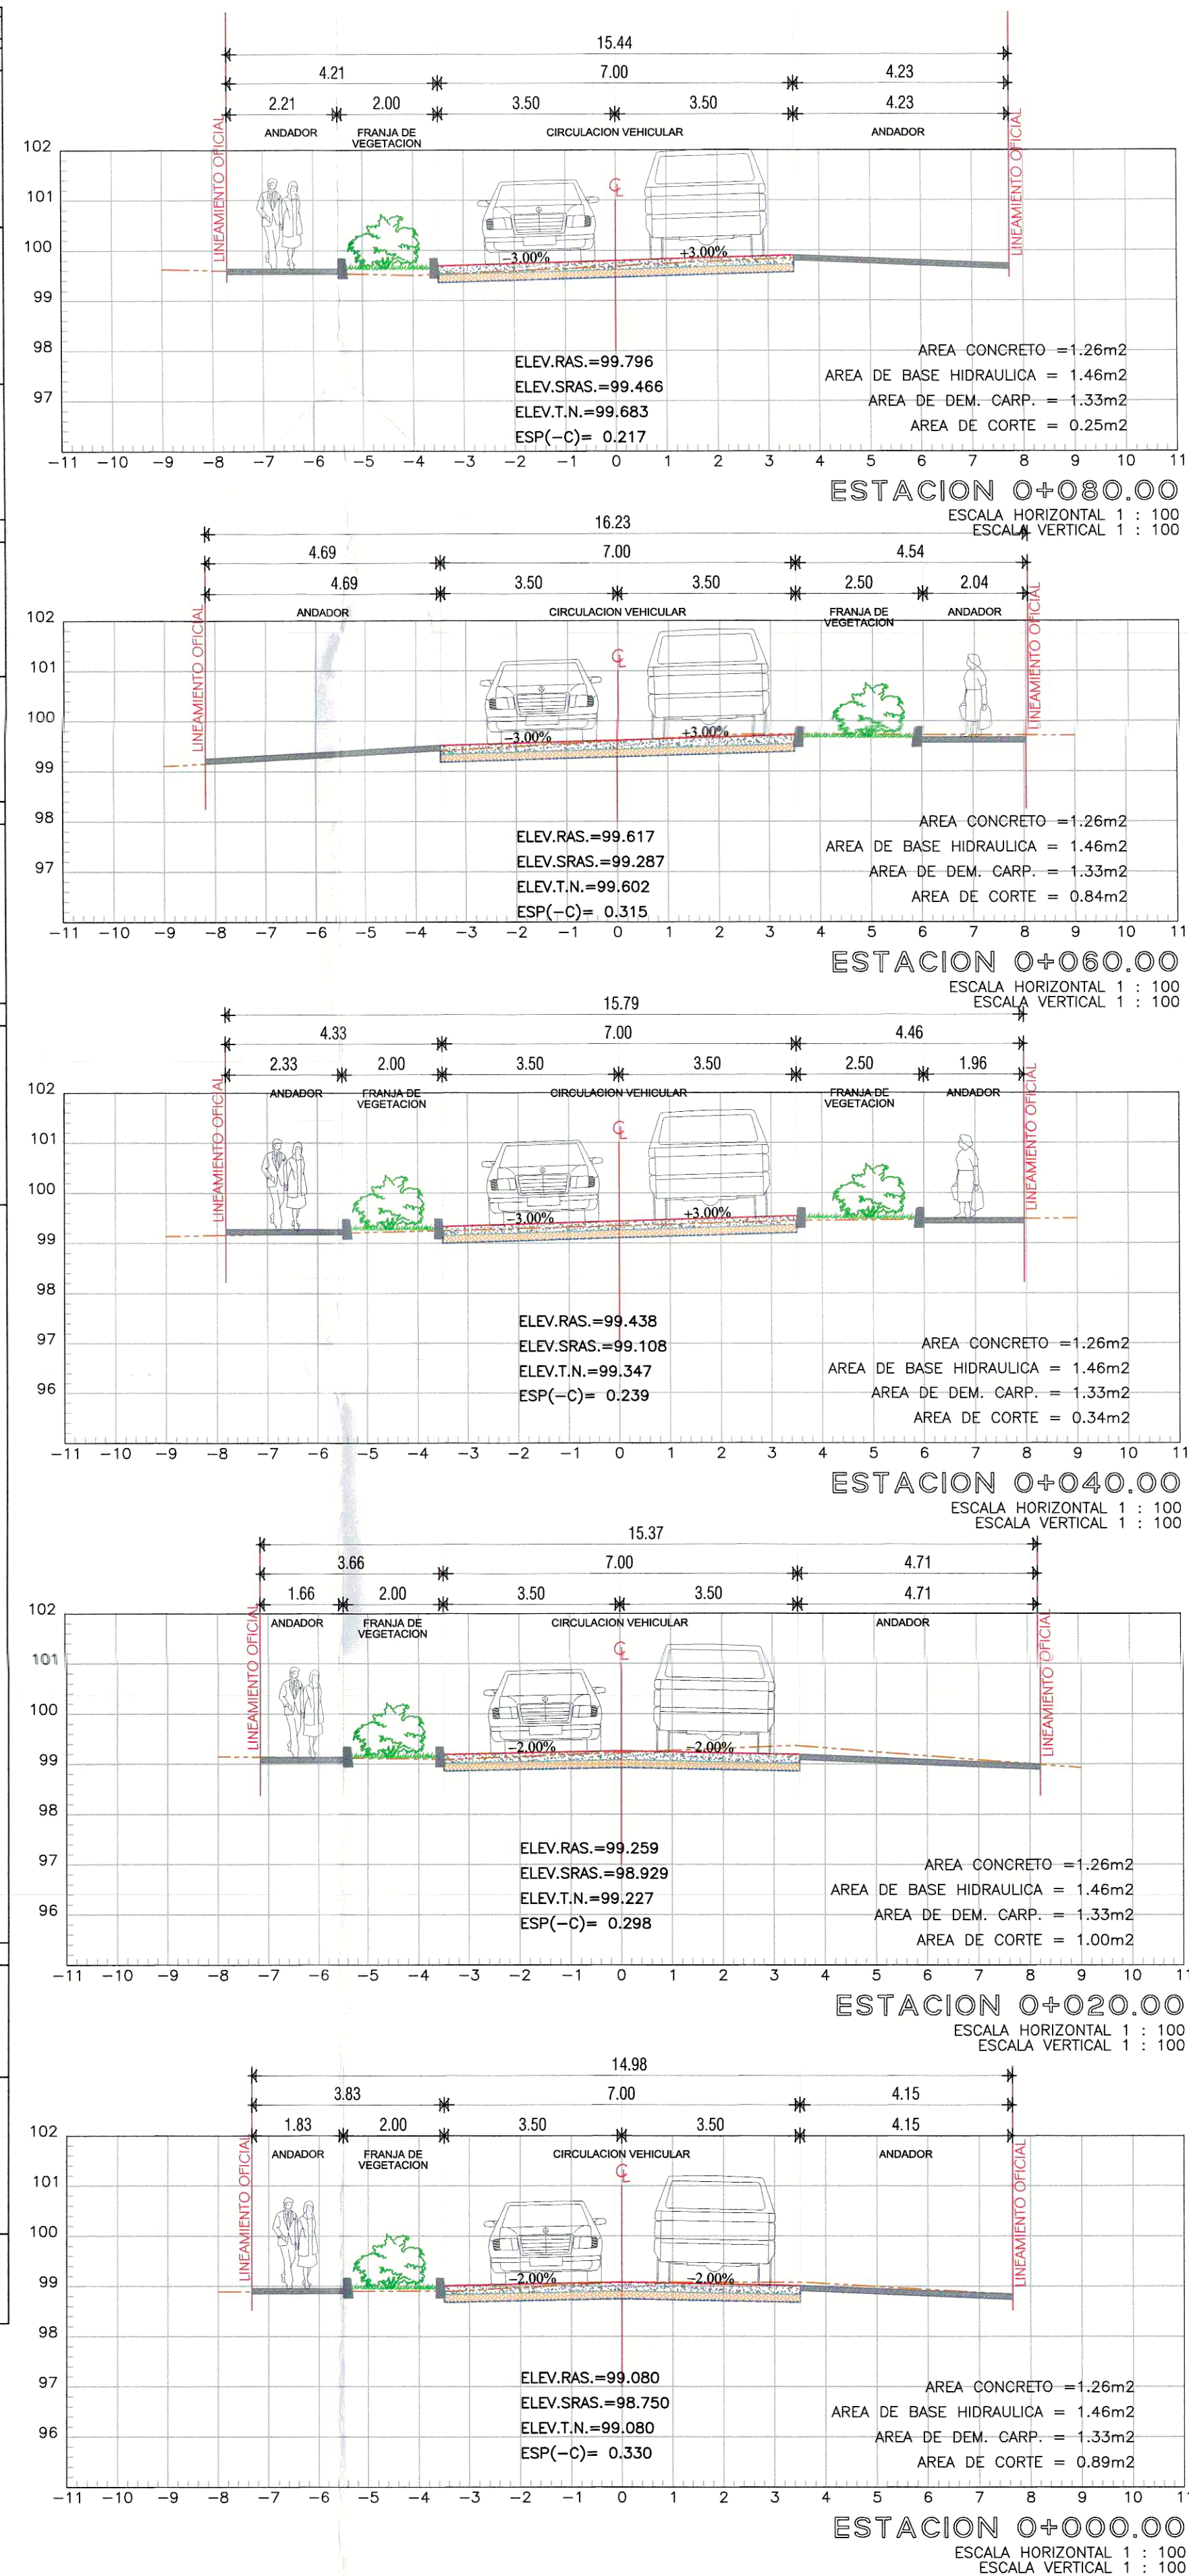 15.44
4.21 7.00 4.23
2.21 2.00 3.50 3.50 4.23
ANDADOR FRANJA DE VEGETACION CIRCULACION VEHICULAR ANDADOR
LINEAMIENTO OFICIAL
LINEAMIENTO OFICIAL
CL
102
101
100
99
98
97
-3.00% +3.00%
ELEV.RAS.=99.796
ELEV.SRAS.=99.466
ELEV.T.N.=99.683
ESP(-C)= 0.217
AREA CONCRETO =1.26m2
AREA DE BASE HIDRAULICA = 1.46m2
AREA DE DEM. CARP. = 1.33m2
AREA DE CORTE = 0.25m2
-11 -10 -9 -8 -7 -6 -5 -4 -3 -2 -1 0 1 2 3 4 5 6 7 8 9 10 11
ESTACION 0+080.00
ESCALA HORIZONTAL 1 : 100
ESCALA VERTICAL 1 : 100
16.23
4.69 7.00 4.54
4.69 3.50 3.50 2.50 2.04
ANDADOR CIRCULACION VEHICULAR FRANJA DE VEGETACION ANDADOR
LINEAMIENTO OFICIAL
LINEAMIENTO OFICIAL
CL
102
101
100
99
98
97
-3.00% +3.00%
ELEV.RAS.=99.617
ELEV.SRAS.=99.287
ELEV.T.N.=99.602
ESP(-C)= 0.315
AREA CONCRETO =1.26m2
AREA DE BASE HIDRAULICA = 1.46m2
AREA DE DEM. CARP. = 1.33m2
AREA DE CORTE = 0.84m2
-11 -10 -9 -8 -7 -6 -5 -4 -3 -2 -1 0 1 2 3 4 5 6 7 8 9 10 11
ESTACION 0+060.00
ESCALA HORIZONTAL 1 : 100
ESCALA VERTICAL 1 : 100
15.79
4.33 7.00 4.46
2.33 2.00 3.50 3.50 2.50 1.96
ANDADOR FRANJA DE VEGETACION CIRCULACION VEHICULAR FRANJA DE VEGETACION ANDADOR
LINEAMIENTO OFICIAL
LINEAMIENTO OFICIAL
CL
102
101
100
99
98
97
96
-3.00% +3.00%
ELEV.RAS.=99.438
ELEV.SRAS.=99.108
ELEV.T.N.=99.347
ESP(-C)= 0.239
AREA CONCRETO =1.26m2
AREA DE BASE HIDRAULICA = 1.46m2
AREA DE DEM. CARP. = 1.33m2
AREA DE CORTE = 0.34m2
-11 -10 -9 -8 -7 -6 -5 -4 -3 -2 -1 0 1 2 3 4 5 6 7 8 9 10 11
ESTACION 0+040.00
ESCALA HORIZONTAL 1 : 100
ESCALA VERTICAL 1 : 100
15.37
3.66 7.00 4.71
1.66 2.00 3.50 3.50 4.71
ANDADOR FRANJA DE VEGETACION CIRCULACION VEHICULAR ANDADOR
LINEAMIENTO OFICIAL
LINEAMIENTO OFICIAL
CL
102
101
100
99
98
97
96
-2.00% -2.00%
ELEV.RAS.=99.259
ELEV.SRAS.=98.929
ELEV.T.N.=99.227
ESP(-C)= 0.298
AREA CONCRETO =1.26m2
AREA DE BASE HIDRAULICA = 1.46m2
AREA DE DEM. CARP. = 1.33m2
AREA DE CORTE = 1.00m2
-11 -10 -9 -8 -7 -6 -5 -4 -3 -2 -1 0 1 2 3 4 5 6 7 8 9 10 11
ESTACION 0+020.00
ESCALA HORIZONTAL 1 : 100
ESCALA VERTICAL 1 : 100
14.98
3.83 7.00 4.15
1.83 2.00 3.50 3.50 4.15
ANDADOR FRANJA DE VEGETACION CIRCULACION VEHICULAR ANDADOR
LINEAMIENTO OFICIAL
LINEAMIENTO OFICIAL
CL
102
101
100
99
98
97
96
-2.00% -2.00%
ELEV.RAS.=99.080
ELEV.SRAS.=98.750
ELEV.T.N.=99.080
ESP(-C)= 0.330
AREA CONCRETO =1.26m2
AREA DE BASE HIDRAULICA = 1.46m2
AREA DE DEM. CARP. = 1.33m2
AREA DE CORTE = 0.89m2
-11 -10 -9 -8 -7 -6 -5 -4 -3 -2 -1 0 1 2 3 4 5 6 7 8 9 10 11
ESTACION 0+000.00
ESCALA HORIZONTAL 1 : 100
ESCALA VERTICAL 1 : 100